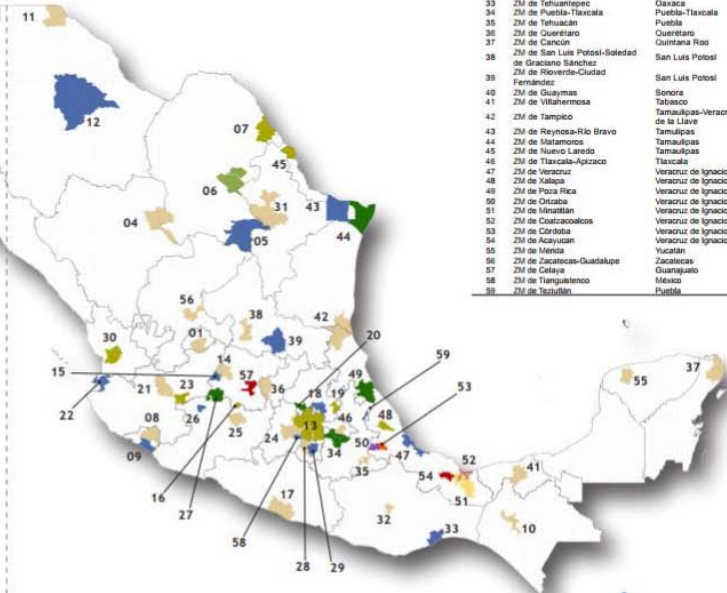 33 ZM de Tehuantepec Oaxaca
34 ZM de Puebla-Tlaxcala Puebla-Tlaxcala
35 ZM de Tehuacán Puebla
36 ZM de Querétaro Querétaro
37 ZM de Cancún Quintana Roo
38 ZM de San Luis Potosí-Soledad de Graciano Sánchez San Luis Potosí
39 ZM de Rioverde-Ciudad Fernández San Luis Potosí
40 ZM de Guaymas Sonora
41 ZM de Villahermosa Tabasco
42 ZM de Tampico Tamaulipas-Veracr de la Llave
43 ZM de Reynosa-Río Bravo Tamulipas
44 ZM de Matamoros Tamaulipas
45 ZM de Nuevo Laredo Tamaulipas
46 ZM de Tlaxcala-Apizaco Tlaxcala
47 ZM de Veracruz Veracruz de Ignacio
48 ZM de Xalapa Veracruz de Ignacio
49 ZM de Poza Rica Veracruz de Ignacio
50 ZM de Orizaba Veracruz de Ignacio
51 ZM de Minatitlán Veracruz de Ignacio
52 ZM de Coatzacoalcos Veracruz de Ignacio
53 ZM de Córdoba Veracruz de Ignacio
54 ZM de Acayucan Veracruz de Ignacio
55 ZM de Mérida Yucatán
56 ZM de Zacatecas-Guadalupe Zacatecas
57 ZM de Celaya Guanajuato
58 ZM de Tianguistenco México
59 ZM de Teziutlán Puebla
11
12
07
45
06
31
43
04
05
44
56
38
42
01
39
20
30
14
59
15
57
49
55
37
21
23
36
18
19
53
22
08
26
25
24
13
46
48
50
47
09
34
52
16
35
54
41
27
51
17
32
10
58
33
28
29